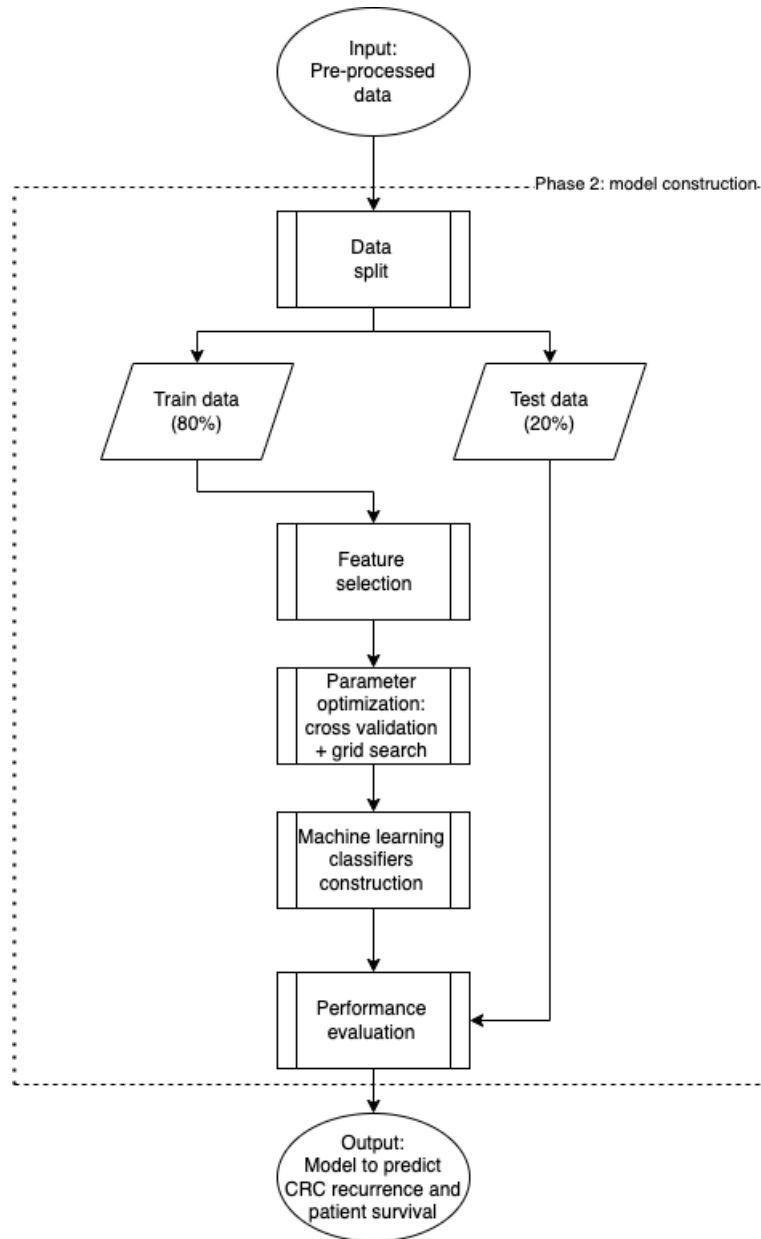 Input:
Pre-processed
data
Phase 2: model construction
Data
split
Train data
(80%)
Test data
(20%)
Feature
selection
Parameter
optimization:
cross validation
+ grid search
Machine learning
classifiers
construction
Performance
evaluation
Output:
Model to predict
CRC recurrence and
patient survival